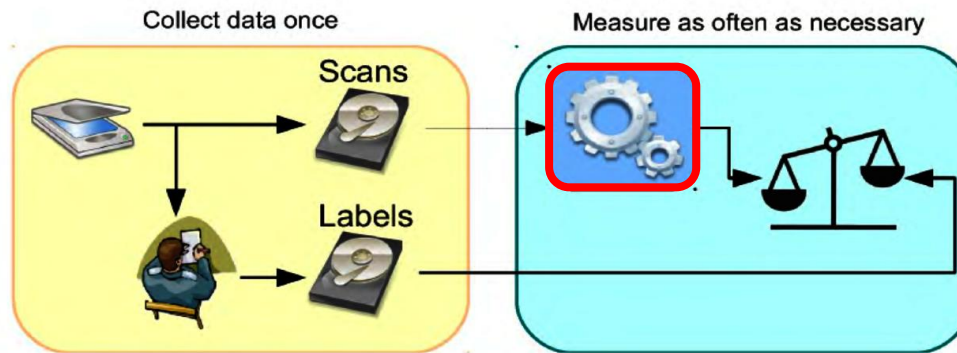 Collect data once
Measure as often as necessary
Scans
Labels